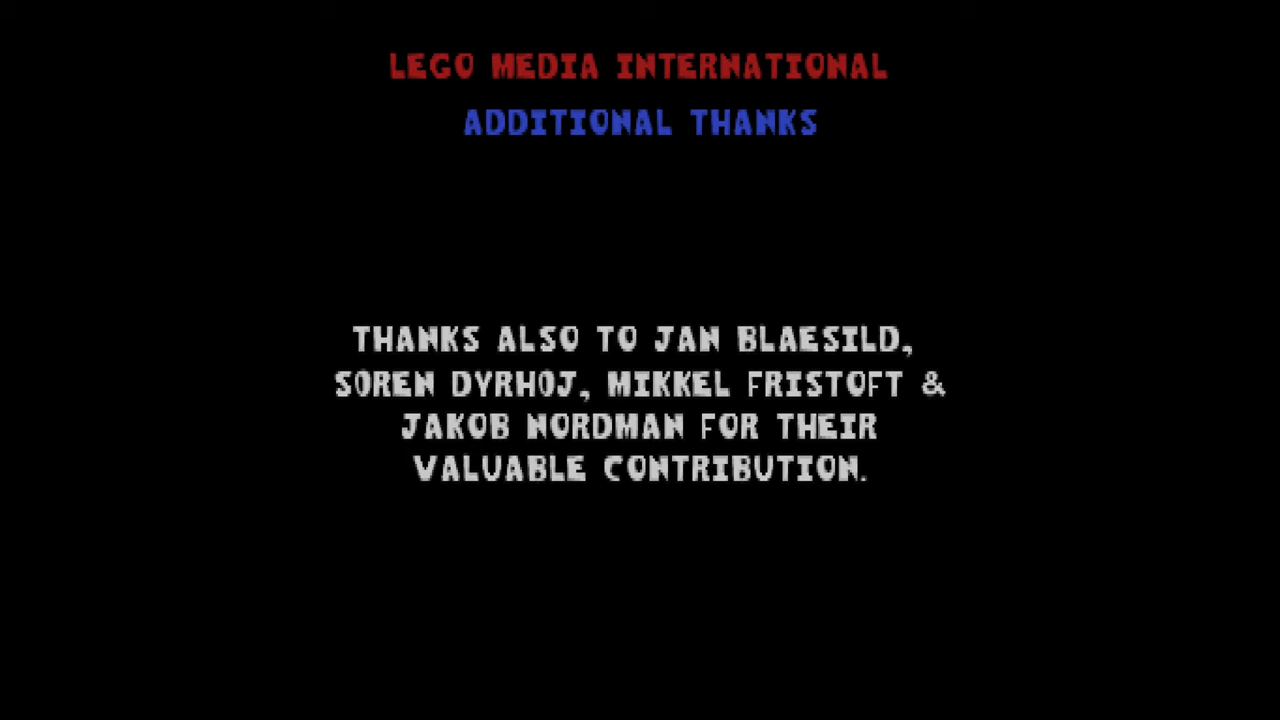 LEGO MEDIA INTERNATIONAL
ADDITIONAL THANKS
THANKS ALSO TO JAN BLAESILD,
SOREN DYRHOJ, MIKKEL FRISTOFT &
JAKOB NORDMAN FOR THEIR
VALUABLE CONTRIBUTION.